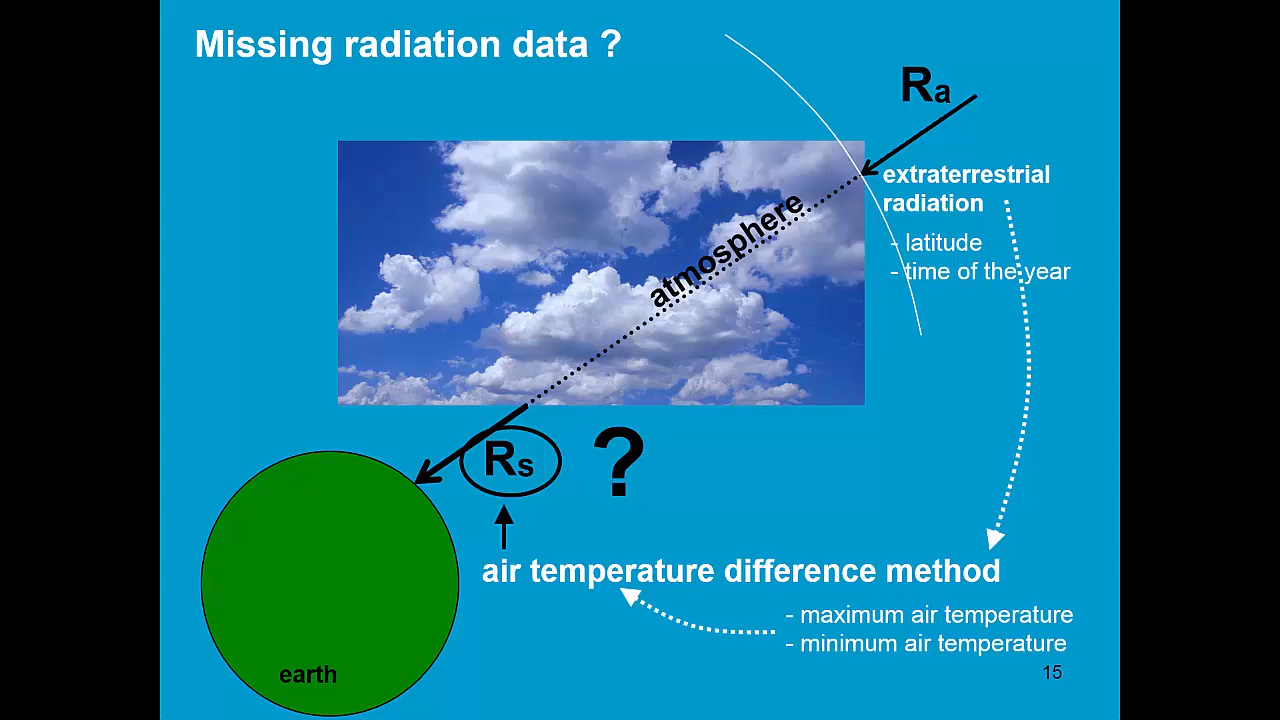 Missing radiation data ?
Ra
extraterrestrial
radiation
- latitude
- time of the year
atmosphere
Rs
?
air temperature difference method
- maximum air temperature
- minimum air temperature
earth
15